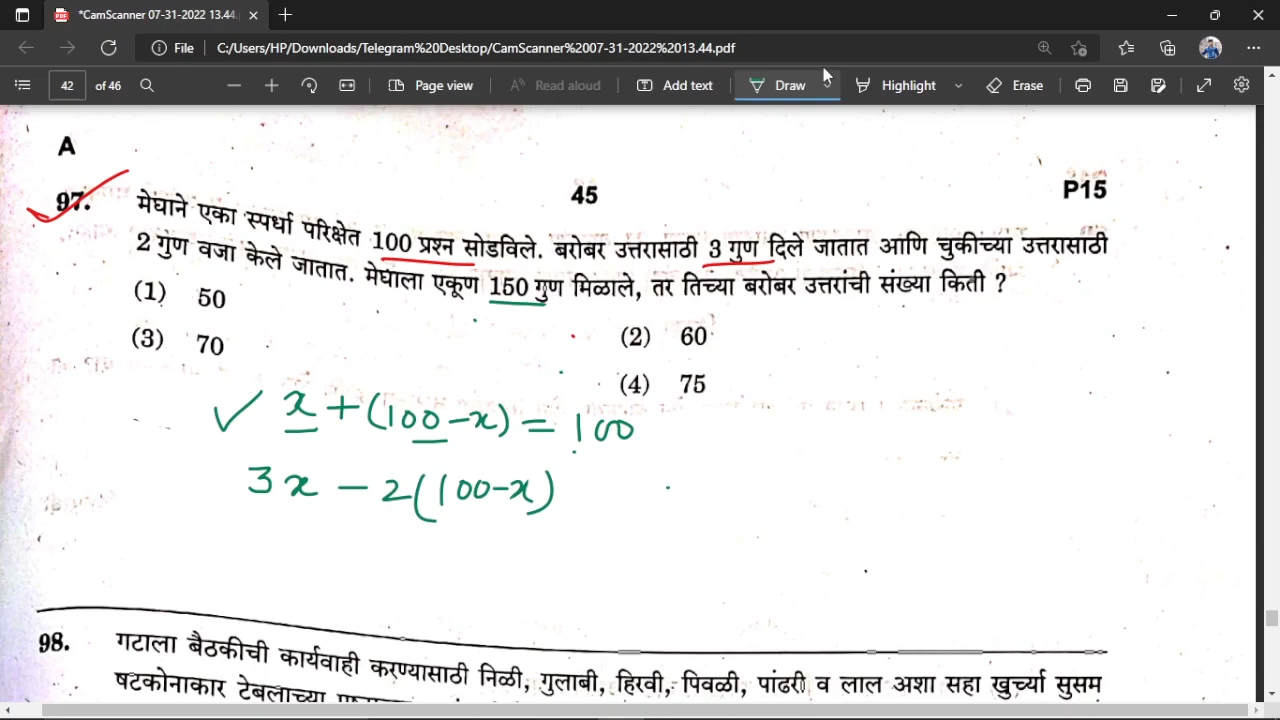 *CamScanner 07-31-2022 13.44.
File
C:/Users/HP/Downloads/Telegram%20Desktop/CamScanner%2007-31-2022%2013.44.pdf
42 of 46
Page view
Read aloud
Add text
Draw
Highlight
Erase
A
45
P15
97. मेघाने एका स्पर्धा परिक्षेत 100 प्रश्न सोडविले. बरोबर उत्तरासाठी 3 गुण दिले जातात आणि चुकीच्या उत्तरासाठी
2 गुण वजा केले जातात. मेघाला एकूण 150 गुण मिळाले, तर तिच्या बरोबर उत्तरांची संख्या किती ?
(1) 50
(2) 60
(3) 70
(4) 75
x + (100-x) = 100
3x - 2(100-x)
98. गटाला बैठकीची कार्यवाही करण्यासाठी निळी, गुलाबी, हिरवी, पिवळी, पांढरी व लाल अशा सहा खुर्च्या सुसम
षटकोनाकार टेबलाच्या